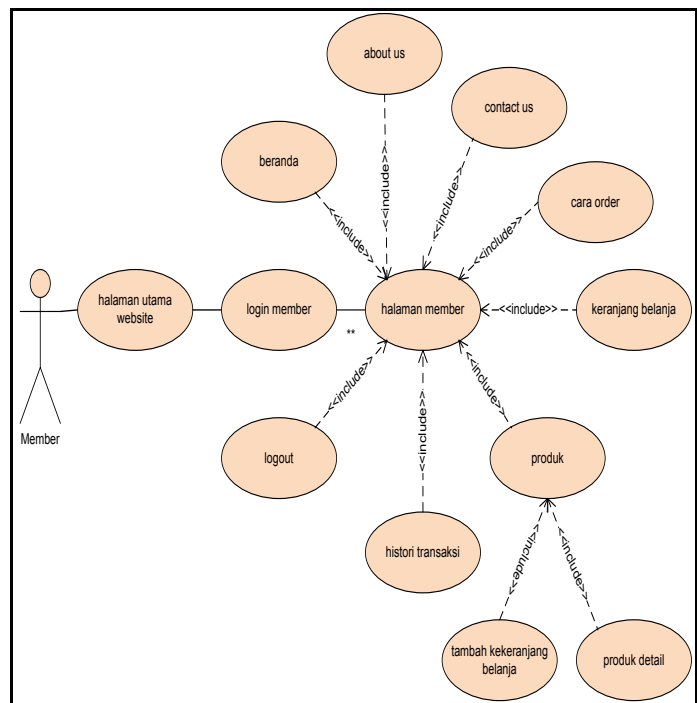 about us
contact us
beranda
cara order
<<include>>
<<include>>
<<include>>
<<include>>
halaman utama
website
login member
halaman member
<<include>>
keranjang belanja
**
Member
<<include>>
<<include>>
<<include>>
logout
produk
histori transaksi
<<include>>
<<include>>
tambah kekeranjang
belanja
produk detail